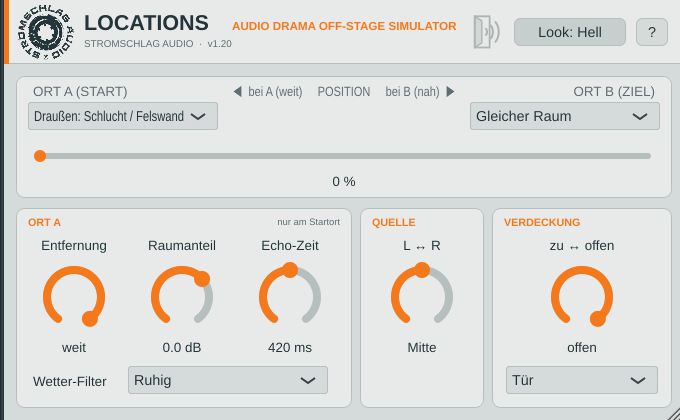 STROMSCHLAG AUDIO
LOCATIONS
AUDIO DRAMA OFF-STAGE SIMULATOR
STROMSCHLAG AUDIO · v1.20
Look: Hell
?
ORT A (START)
◀ bei A (weit) POSITION bei B (nah) ▶
ORT B (ZIEL)
Draußen: Schlucht / Felswand
Gleicher Raum
0 %
ORT A
nur am Startort
Entfernung
Raumanteil
Echo-Zeit
weit
0.0 dB
420 ms
Wetter-Filter
Ruhig
QUELLE
L ↔ R
Mitte
VERDECKUNG
zu ↔ offen
offen
Tür